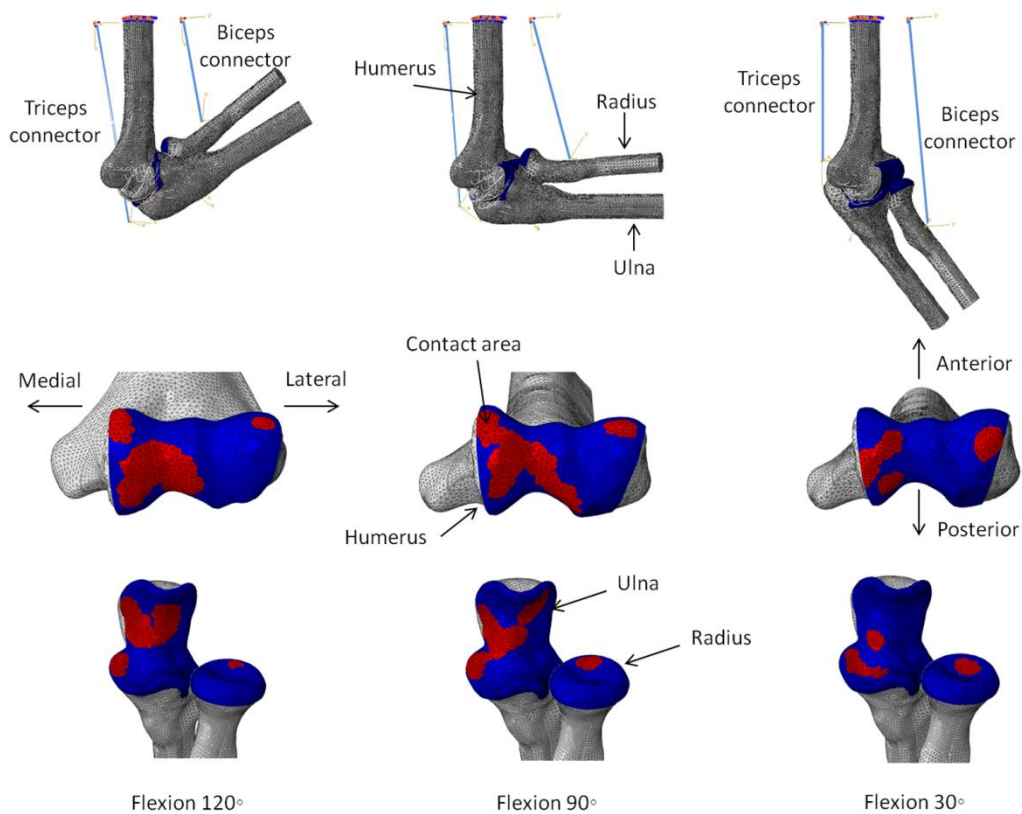 Biceps
connector
Triceps
connector
Humerus
Radius
Ulna
Triceps
connector
Biceps
connector
Medial
Lateral
Contact area
Humerus
Anterior
Posterior
Ulna
Radius
Flexion 120°
Flexion 90°
Flexion 30°